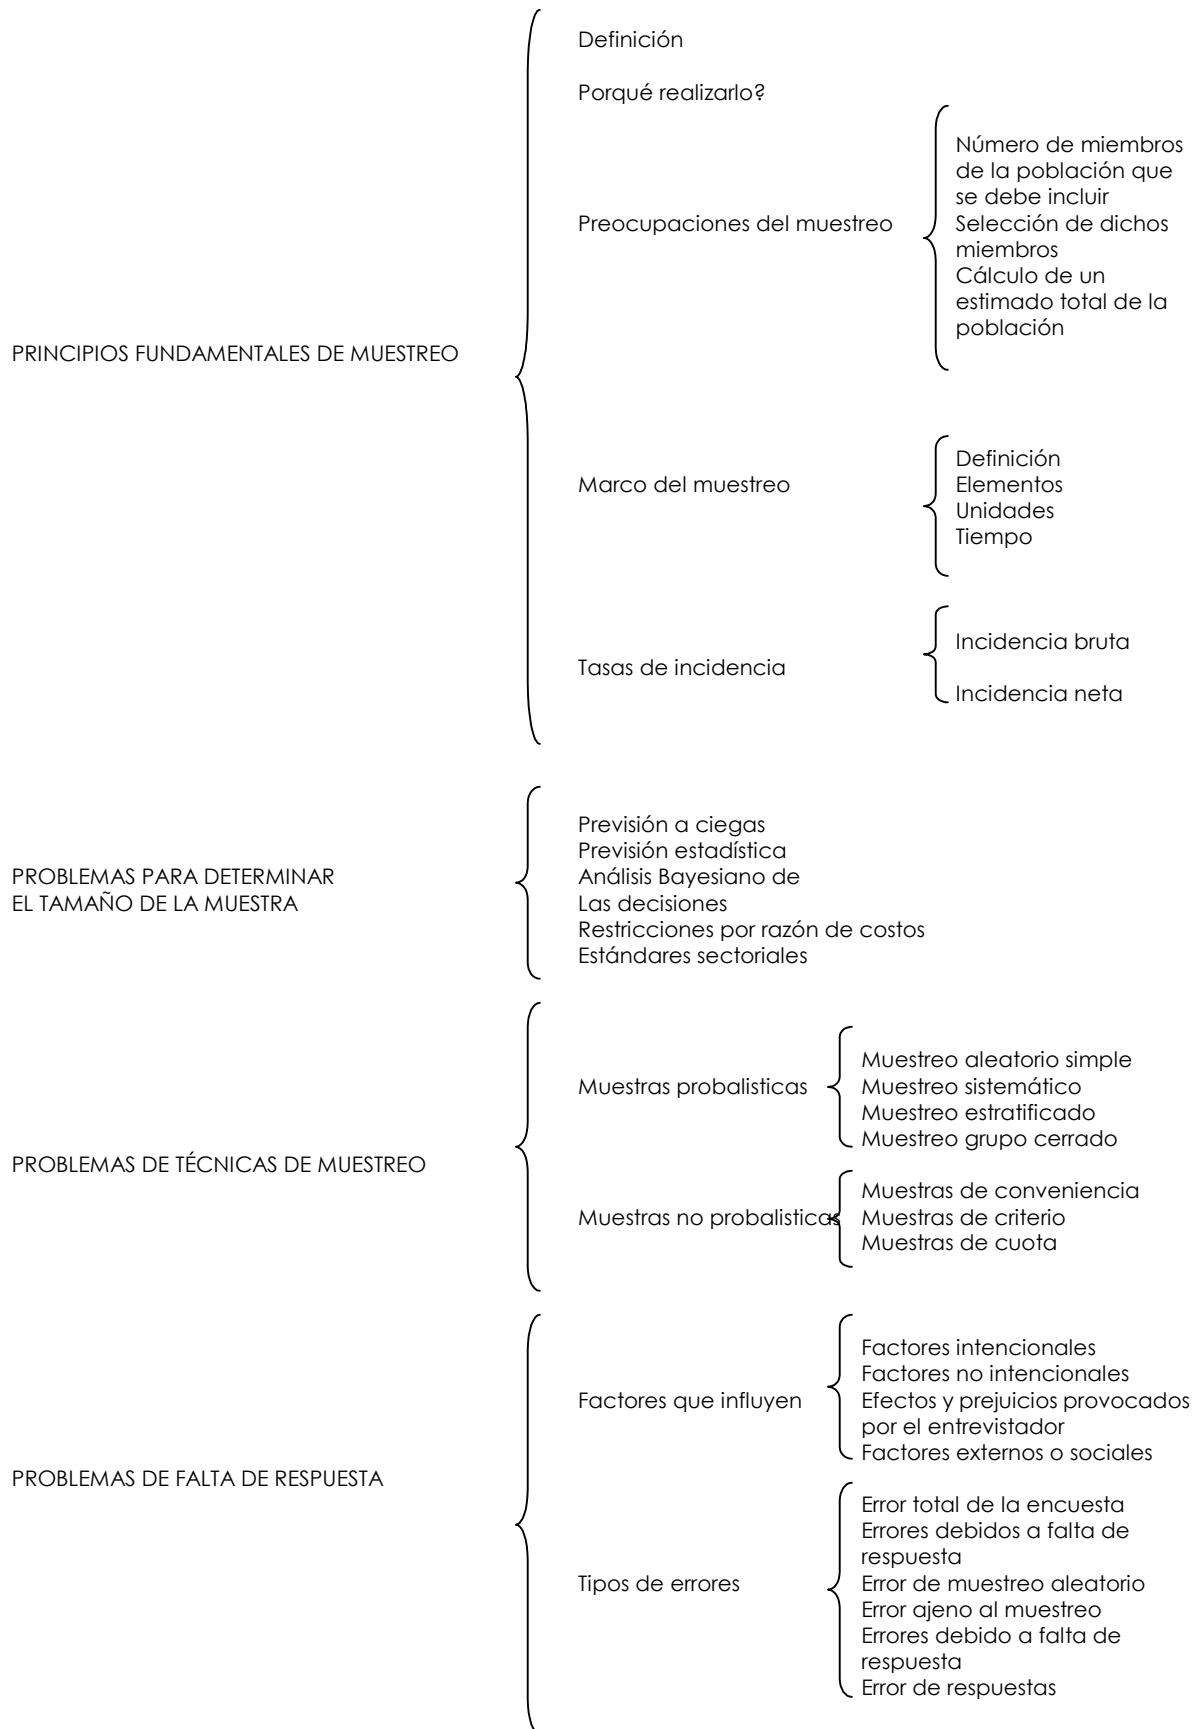 Definición
Porqué realizarlo?
PRINCIPIOS FUNDAMENTALES DE MUESTREO
Preocupaciones del muestreo
Número de miembros
de la población que
se debe incluir
Selección de dichos
miembros
Cálculo de un
estimado total de la
población
Marco del muestreo
Definición
Elementos
Unidades
Tiempo
Tasas de incidencia
Incidencia bruta
Incidencia neta
PROBLEMAS PARA DETERMINAR
EL TAMAÑO DE LA MUESTRA
Previsión a ciegas
Previsión estadística
Análisis Bayesiano de
Las decisiones
Restricciones por razón de costos
Estándares sectoriales
PROBLEMAS DE TÉCNICAS DE MUESTREO
Muestras probalisticas
Muestreo aleatorio simple
Muestreo sistemático
Muestreo estratificado
Muestreo grupo cerrado
Muestras no probalisticas
Muestras de conveniencia
Muestras de criterio
Muestras de cuota
PROBLEMAS DE FALTA DE RESPUESTA
Factores que influyen
Factores intencionales
Factores no intencionales
Efectos y prejuicios provocados
por el entrevistador
Factores externos o sociales
Tipos de errores
Error total de la encuesta
Errores debidos a falta de
respuesta
Error de muestreo aleatorio
Error ajeno al muestreo
Errores debido a falta de
respuesta
Error de respuestas